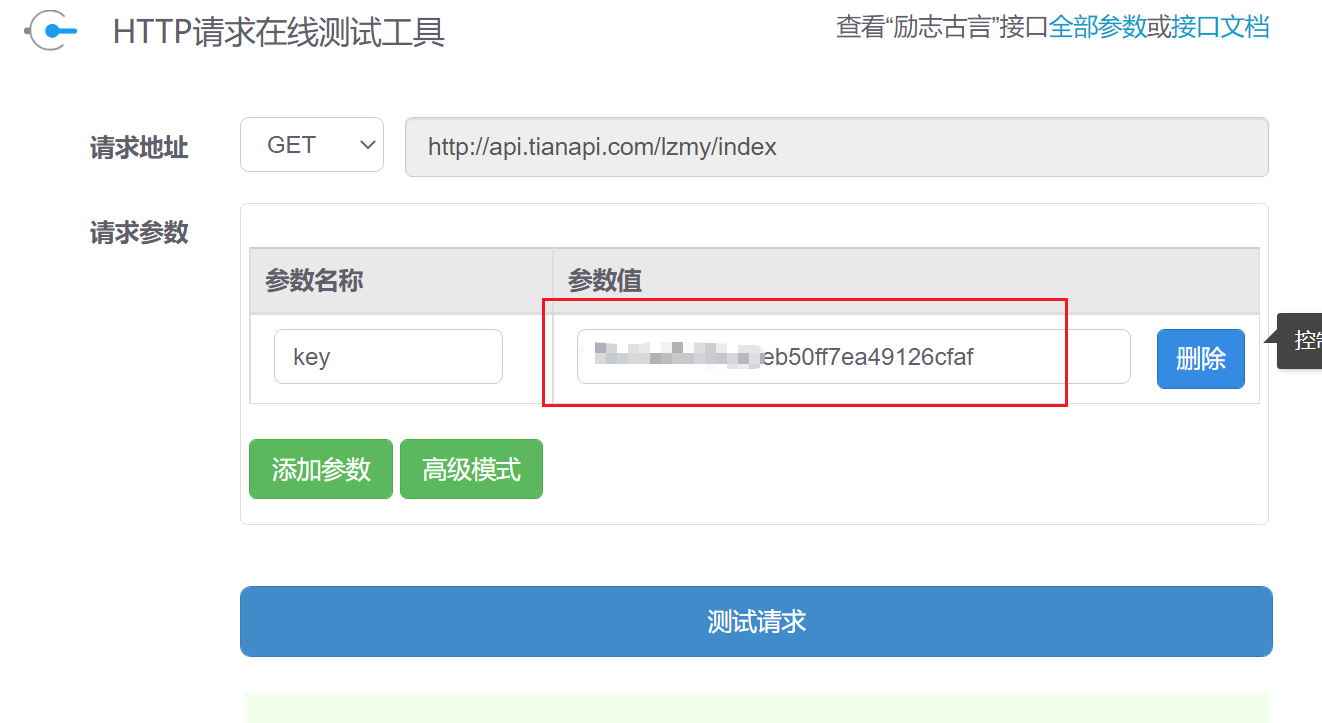 HTTP请求在线测试工具
查看“励志古言”接口全部参数或接口文档
请求地址
GET
http://api.tianapi.com/lzmy/index
请求参数
参数名称
参数值
key
eb50ff7ea49126cfaf
删除
控制
添加参数
高级模式
测试请求